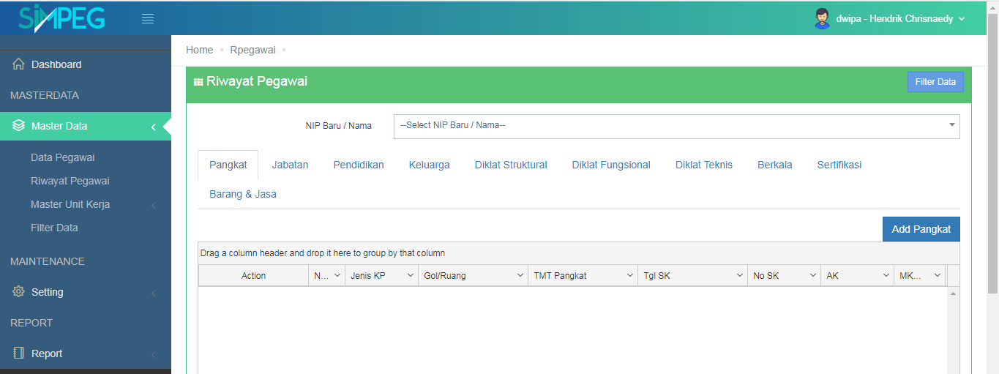 SiMPEG
dwipa - Hendrik Chrisnaedy
Home Rpegawai
Dashboard
MASTERDATA
Master Data
Data Pegawai
Riwayat Pegawai
Master Unit Kerja
Filter Data
MAINTENANCE
Setting
REPORT
Report
Riwayat Pegawai
Filter Data
NIP Baru / Nama
--Select NIP Baru / Nama--
Pangkat Jabatan Pendidikan Keluarga Diklat Struktural Diklat Fungsional Diklat Teknis Berkala Sertifikasi
Barang & Jasa
Add Pangkat
Drag a column header and drop it here to group by that column
Action N... Jenis KP Gol/Ruang TMT Pangkat Tgl SK No SK AK MK...